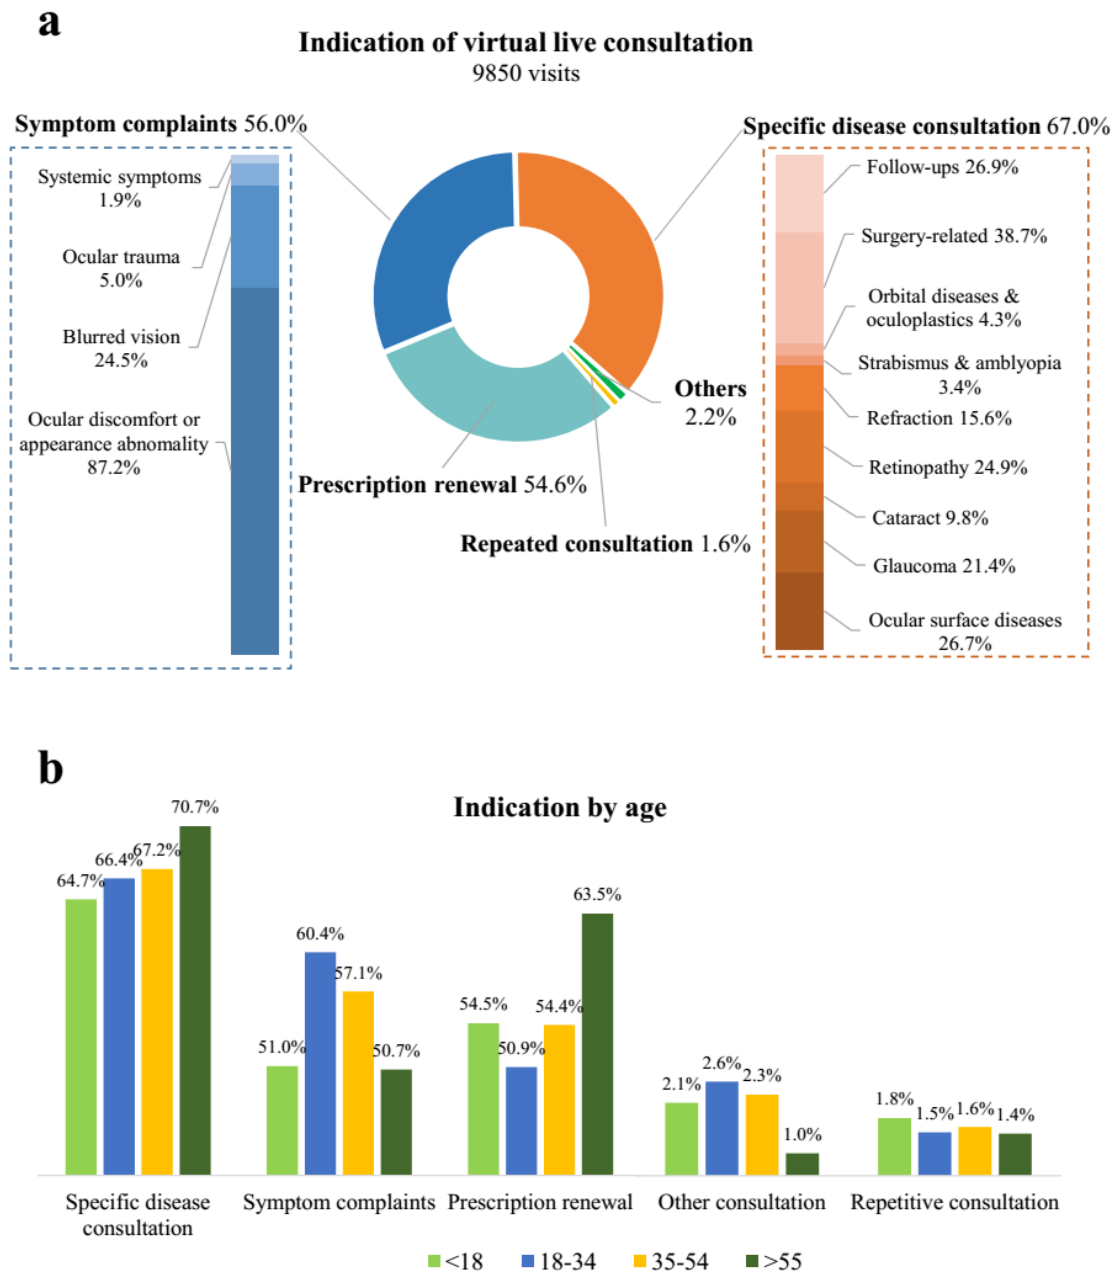 a
Indication of virtual live consultation
9850 visits
Symptom complaints 56.0%
Systemic symptoms
1.9%
Ocular trauma
5.0%
Blurred vision
24.5%
Ocular discomfort or
appearance abnomality
87.2%
Specific disease consultation 67.0%
Follow-ups 26.9%
Surgery-related 38.7%
Orbital diseases &
oculoplastics 4.3%
Strabismus & amblyopia
3.4%
Refraction 15.6%
Retinopathy 24.9%
Cataract 9.8%
Glaucoma 21.4%
Ocular surface diseases
26.7%
Others
2.2%
Prescription renewal 54.6%
Repeated consultation 1.6%
b
Indication by age
64.7% 66.4% 67.2% 70.7%
51.0% 60.4% 57.1% 50.7%
54.5% 50.9% 54.4% 63.5%
2.1% 2.6% 2.3% 1.0%
1.8% 1.5% 1.6% 1.4%
Specific disease
consultation
Symptom complaints
Prescription renewal
Other consultation
Repetitive consultation
<18 18-34 35-54 >55